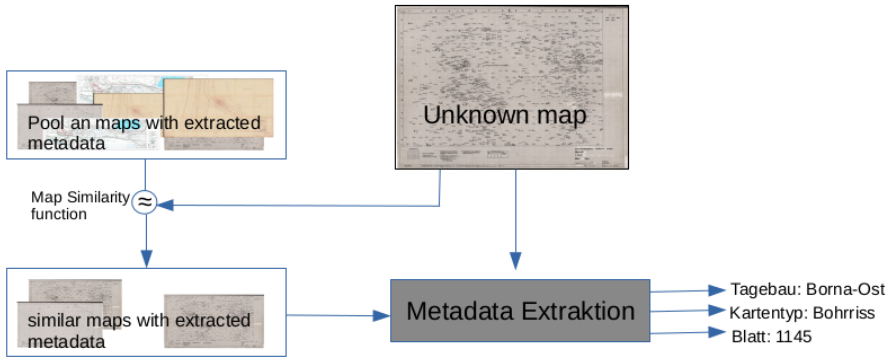 Unknown map
Pool an maps with extracted
metadata
Map Similarity
function
≈
similar maps with extracted
metadata
Metadata Extraktion
Tagebau: Borna-Ost
Kartentyp: Bohrriss
Blatt: 1145